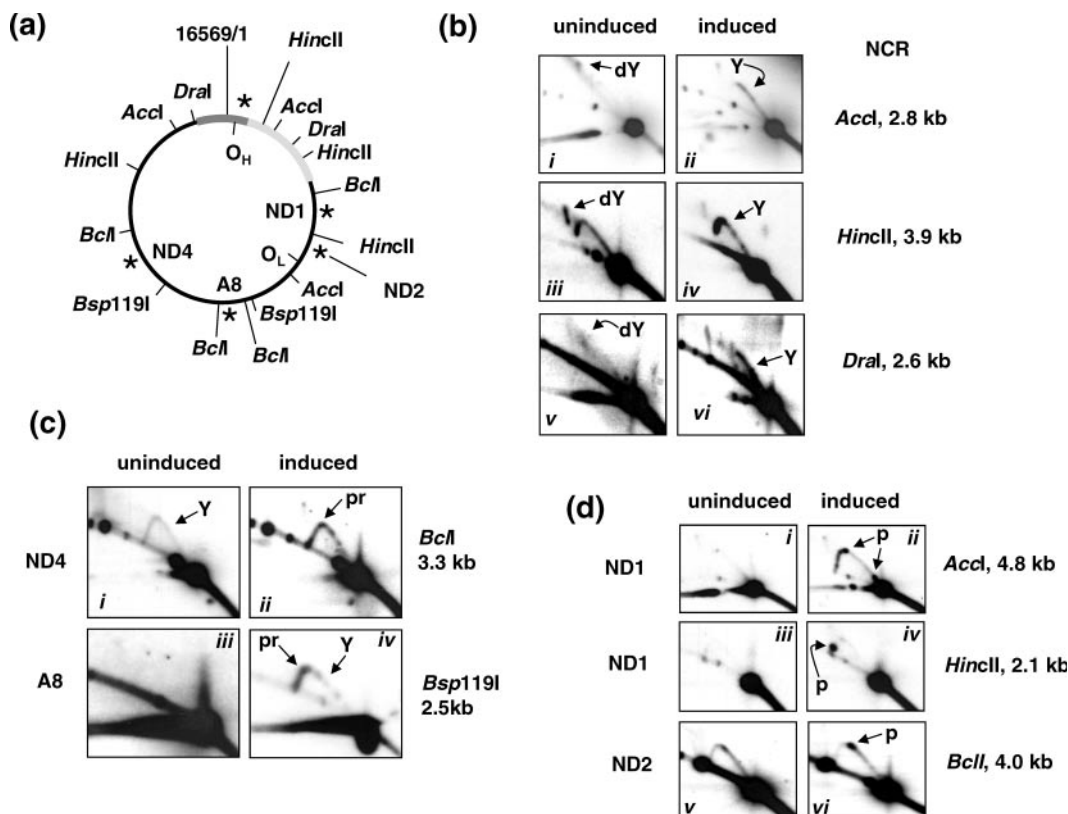 (a)
16569/1
HincII
DraI
*
AccI
AccI
DraI
HincII
OH
HincII
BclI
ND1
*
BclI
HincII
ND4
*
OL
*
ND2
A8
AccI
Bsp119I
*
Bsp119I
BclI
BclI
(b)
uninduced
induced
NCR
dY
Y
i
ii
AccI, 2.8 kb
dY
Y
iii
iv
HincII, 3.9 kb
dY
Y
v
vi
DraI, 2.6 kb
(c)
uninduced
induced
ND4
Y
pr
i
ii
BclI
3.3 kb
A8
iii
pr
Y
iv
Bsp119I
2.5kb
(d)
uninduced
induced
ND1
i
p
ii
AccI, 4.8 kb
ND1
iii
p
iv
HincII, 2.1 kb
ND2
v
p
vi
BclI, 4.0 kb